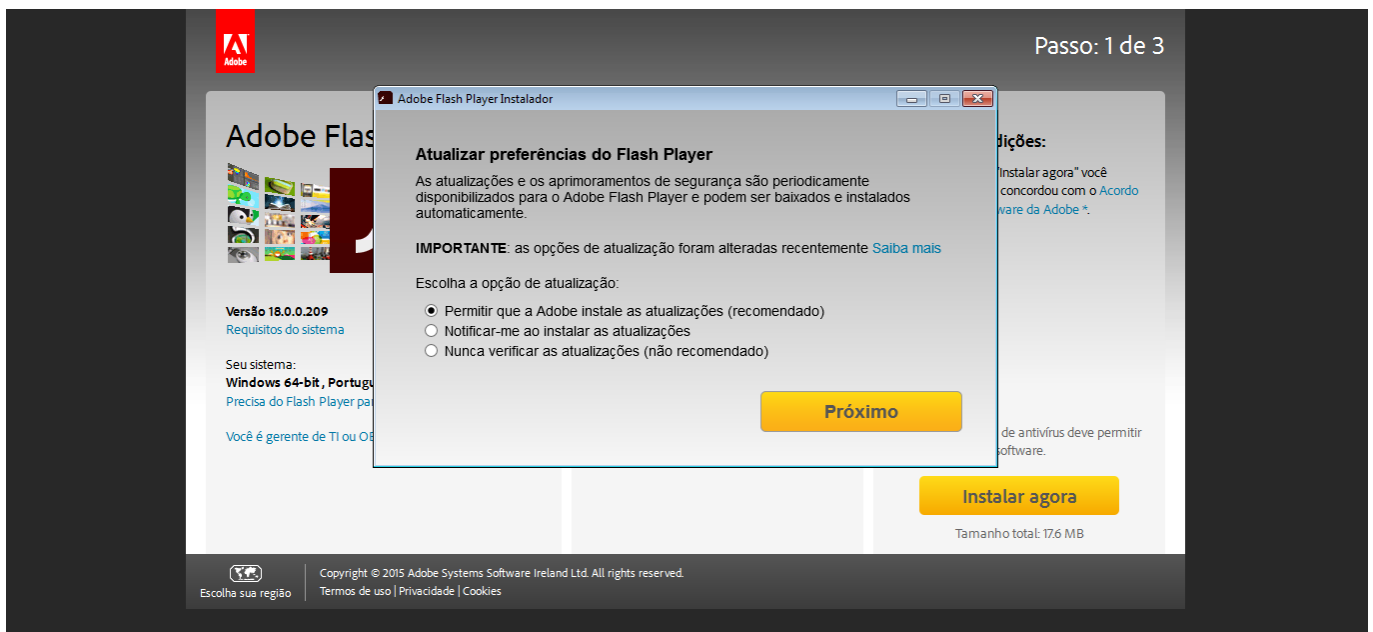 Adobe
Passo: 1 de 3
Adobe Flash Player Instalador
Adobe Flas
Atualizar preferências do Flash Player
As atualizações e os aprimoramentos de segurança são periodicamente
disponibilizados para o Adobe Flash Player e podem ser baixados e instalados
automaticamente.
IMPORTANTE: as opções de atualização foram alteradas recentemente Saiba mais
Escolha a opção de atualização:
Permitir que a Adobe instale as atualizações (recomendado)
Notificar-me ao instalar as atualizações
Nunca verificar as atualizações (não recomendado)
Próximo
Versão 18.0.0.209
Requisitos do sistema
Seu sistema:
Windows 64-bit , Portugu
Precisa do Flash Player par
Você é gerente de TI ou OE
dições:
"Instalar agora" você
concordou com o Acordo
ware da Adobe *.
de antivírus deve permitir
software.
Instalar agora
Tamanho total: 17.6 MB
Escolha sua região
Copyright © 2015 Adobe Systems Software Ireland Ltd. All rights reserved.
Termos de uso | Privacidade | Cookies